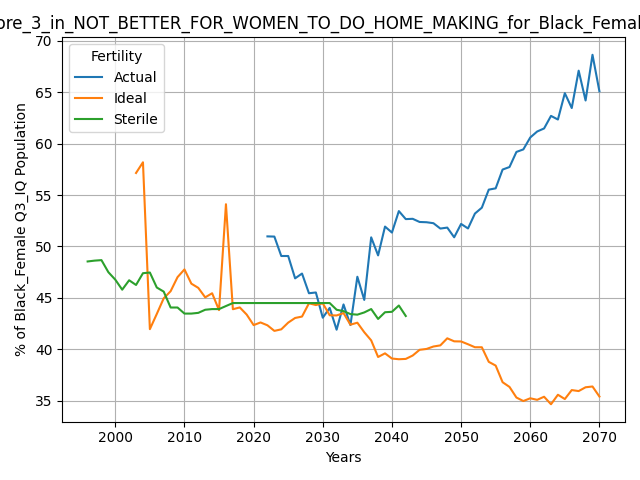 ore_3_in_NOT_BETTER_FOR_WOMEN_TO_DO_HOME_MAKING_for_Black_Femal
Fertility
Actual
Ideal
Sterile
% of Black_Female Q3_IQ Population
70
65
60
55
50
45
40
35
2000
2010
2020
2030
2040
2050
2060
2070
Years